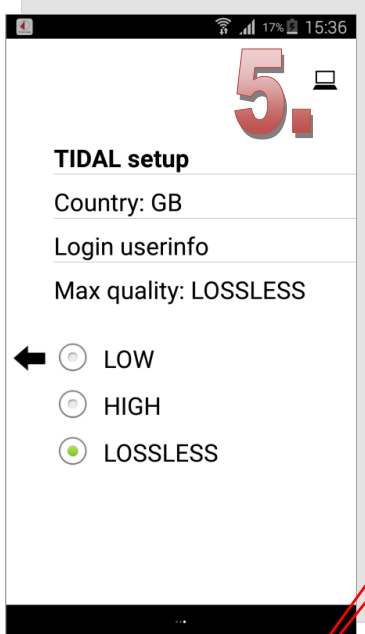 17% 15:36
5.
TIDAL setup
Country: GB
Login userinfo
Max quality: LOSSLESS
LOW
HIGH
LOSSLESS